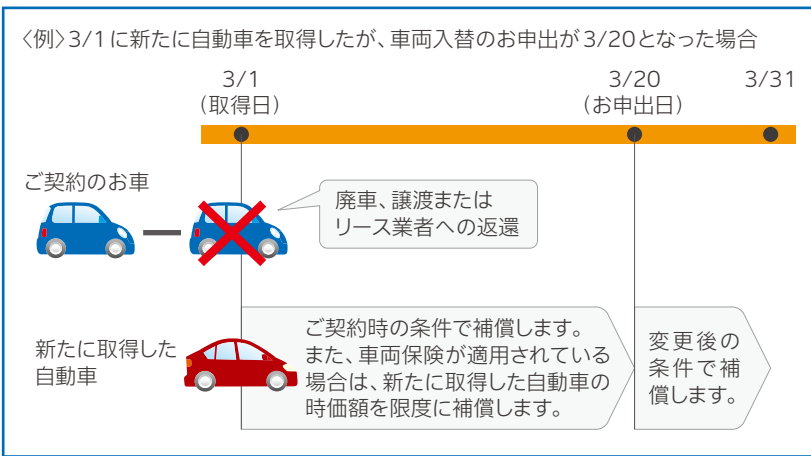 〈例〉3/1に新たに自動車を取得したが、車両入替のお申出が3/20となった場合
3/1
(取得日)
3/20
(お申出日)
3/31
ご契約のお車
廃車、譲渡または
リース業者への返還
新たに取得した
自動車
ご契約時の条件で補償します。
また、車両保険が適用されている
場合は、新たに取得した自動車の
時価額を限度に補償します。
変更後の
条件で補
償します。